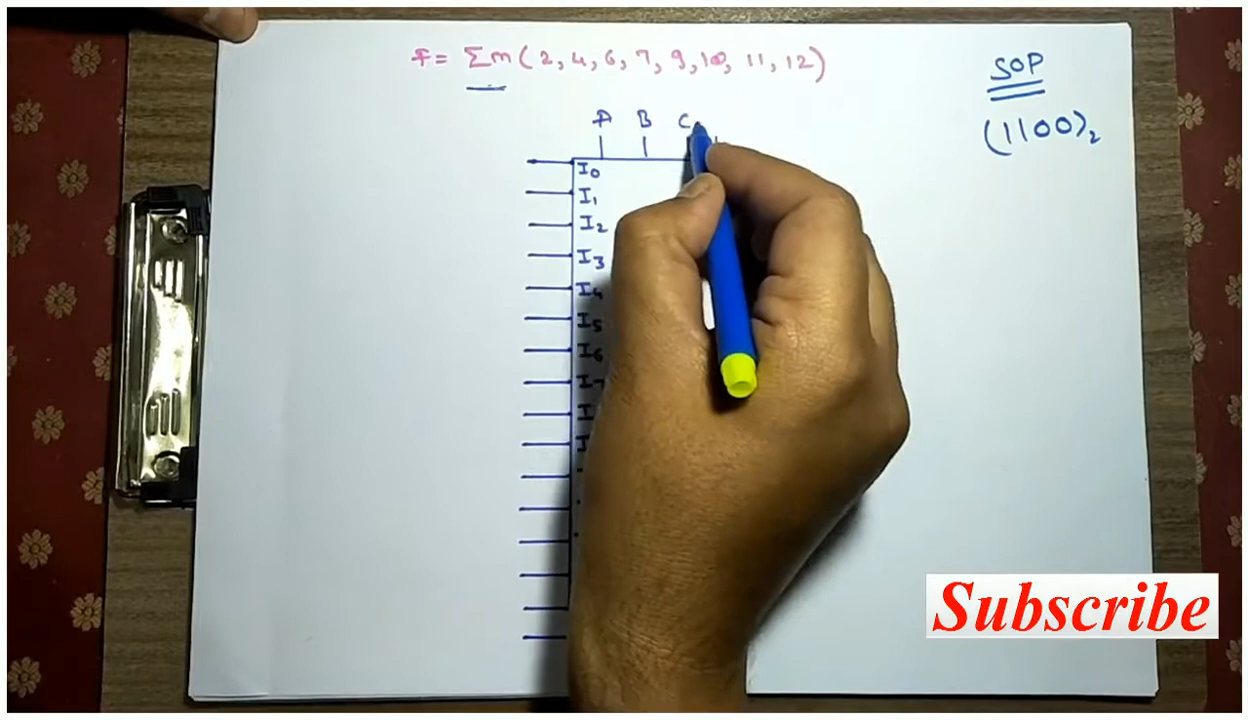 f = Σm (2, 4, 6, 7, 9, 10, 11, 12)
SOP
(1100)₂
A B C
I₀
I₁
I₂
I₃
I₄
I₅
I₆
I₇
I
I
Subscribe